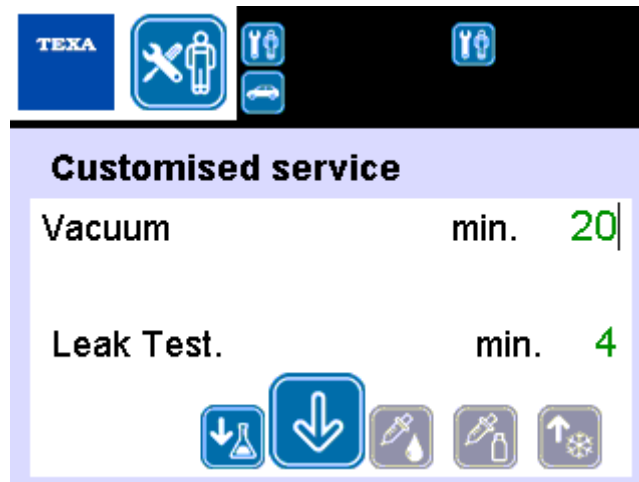 TEXA
Customised service
Vacuum min. 20
Leak Test. min. 4